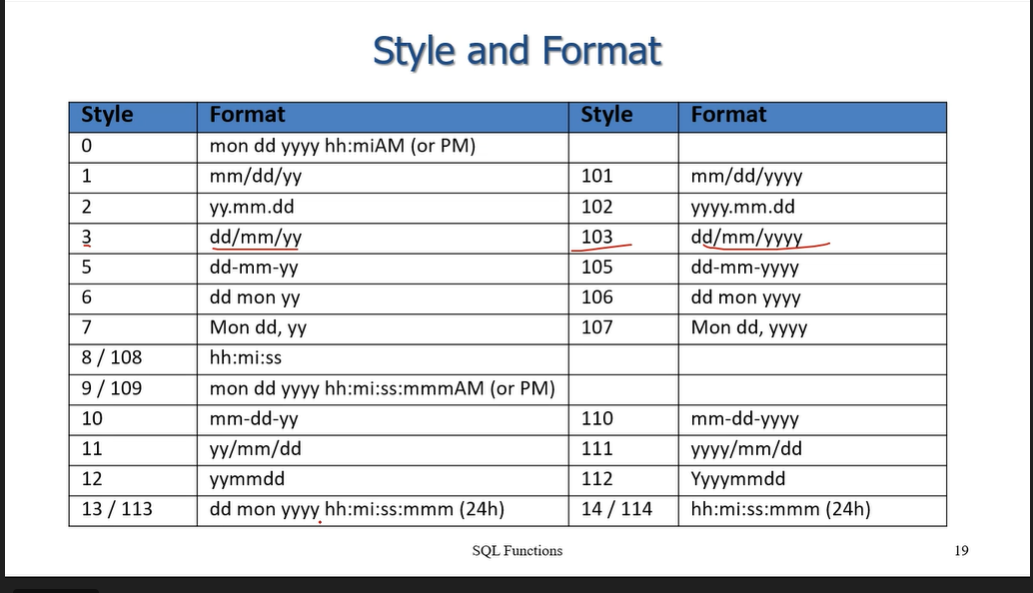 Style and Format
Style Format Style Format
0 mon dd yyyy hh:miAM (or PM)
1 mm/dd/yy 101 mm/dd/yyyy
2 yy.mm.dd 102 yyyy.mm.dd
3 dd/mm/yy 103 dd/mm/yyyy
5 dd-mm-yy 105 dd-mm-yyyy
6 dd mon yy 106 dd mon yyyy
7 Mon dd, yy 107 Mon dd, yyyy
8 / 108 hh:mi:ss
9 / 109 mon dd yyyy hh:mi:ss:mmmAM (or PM)
10 mm-dd-yy 110 mm-dd-yyyy
11 yy/mm/dd 111 yyyy/mm/dd
12 yymmdd 112 Yyyymmdd
13 / 113 dd mon yyyy hh:mi:ss:mmm (24h) 14 / 114 hh:mi:ss:mmm (24h)
SQL Functions 19